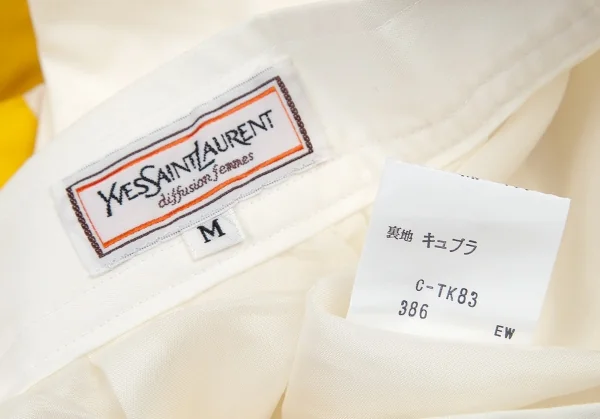 YVESSAINTLAURENT
diffusion femmes
M
裏地 キュプラ
C-TK83
386
EW